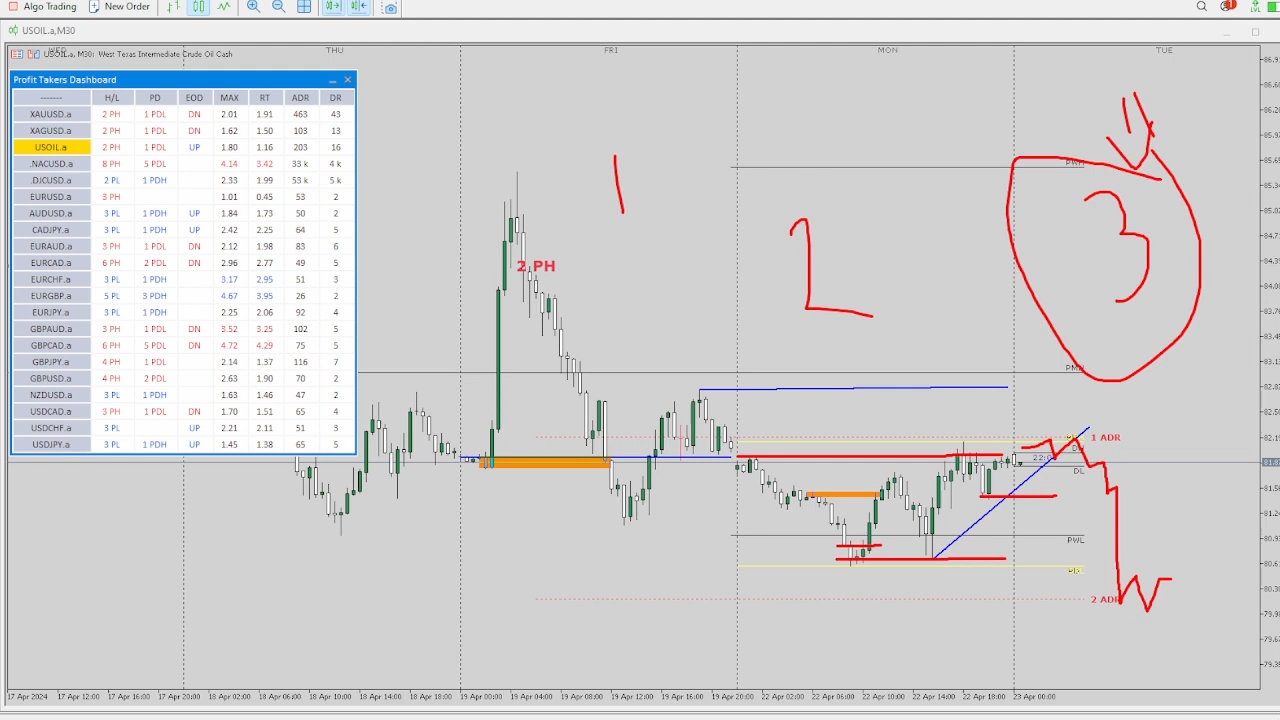 Algo Trading New Order LVL
USOIL.a,M30
WED THU FRI MON TUE
USOIL.a, M30: West Texas Intermediate Crude Oil Cash
Profit Takers Dashboard
------- H/L PD EOD MAX RT ADR DR
XAUUSD.a 2 PH 1 PDL DN 2.01 1.91 463 43
XAGUSD.a 2 PH 1 PDL DN 1.62 1.50 103 13
USOIL.a 2 PH 1 PDL UP 1.80 1.16 203 16
.NACUSD.a 8 PH 5 PDL 4.14 3.42 33 k 4 k
.DJCUSD.a 2 PL 1 PDH 2.33 1.99 53 k 5 k
EURUSD.a 3 PH 1.01 0.45 53 2
AUDUSD.a 3 PL 1 PDH UP 1.84 1.73 50 2
CADJPY.a 3 PL 1 PDH UP 2.42 2.25 64 5
EURAUD.a 3 PH 1 PDL DN 2.12 1.98 83 6
EURCAD.a 6 PH 2 PDL DN 2.96 2.77 49 5
EURCHF.a 3 PL 1 PDH 3.17 2.95 51 3
EURGBP.a 5 PL 3 PDH 4.67 3.95 26 2
EURJPY.a 3 PL 1 PDH 2.25 2.06 92 4
GBPAUD.a 3 PH 1 PDL DN 3.52 3.25 102 5
GBPCAD.a 6 PH 5 PDL DN 4.72 4.29 75 5
GBPJPY.a 4 PH 1 PDL 2.14 1.37 116 7
GBPUSD.a 4 PH 2 PDL 2.63 1.90 70 2
NZDUSD.a 3 PL 1 PDH 1.63 1.46 47 2
USDCAD.a 3 PH 1 PDL DN 1.70 1.51 65 4
USDCHF.a 3 PL UP 2.21 2.11 51 3
USDJPY.a 3 PL 1 PDH UP 1.45 1.38 65 5
1
2
3
2 PH
PWH
1 ADR
22:0
DL
PWL
2 ADR
17 Apr 2024 17 Apr 12:00 17 Apr 16:00 17 Apr 20:00 18 Apr 02:00 18 Apr 06:00 18 Apr 10:00 18 Apr 14:00 18 Apr 18:00 19 Apr 00:00 19 Apr 04:00 19 Apr 08:00 19 Apr 12:00 19 Apr 16:00 19 Apr 20:00 22 Apr 02:00 22 Apr 06:00 22 Apr 10:00 22 Apr 14:00 22 Apr 18:00 23 Apr 00:00